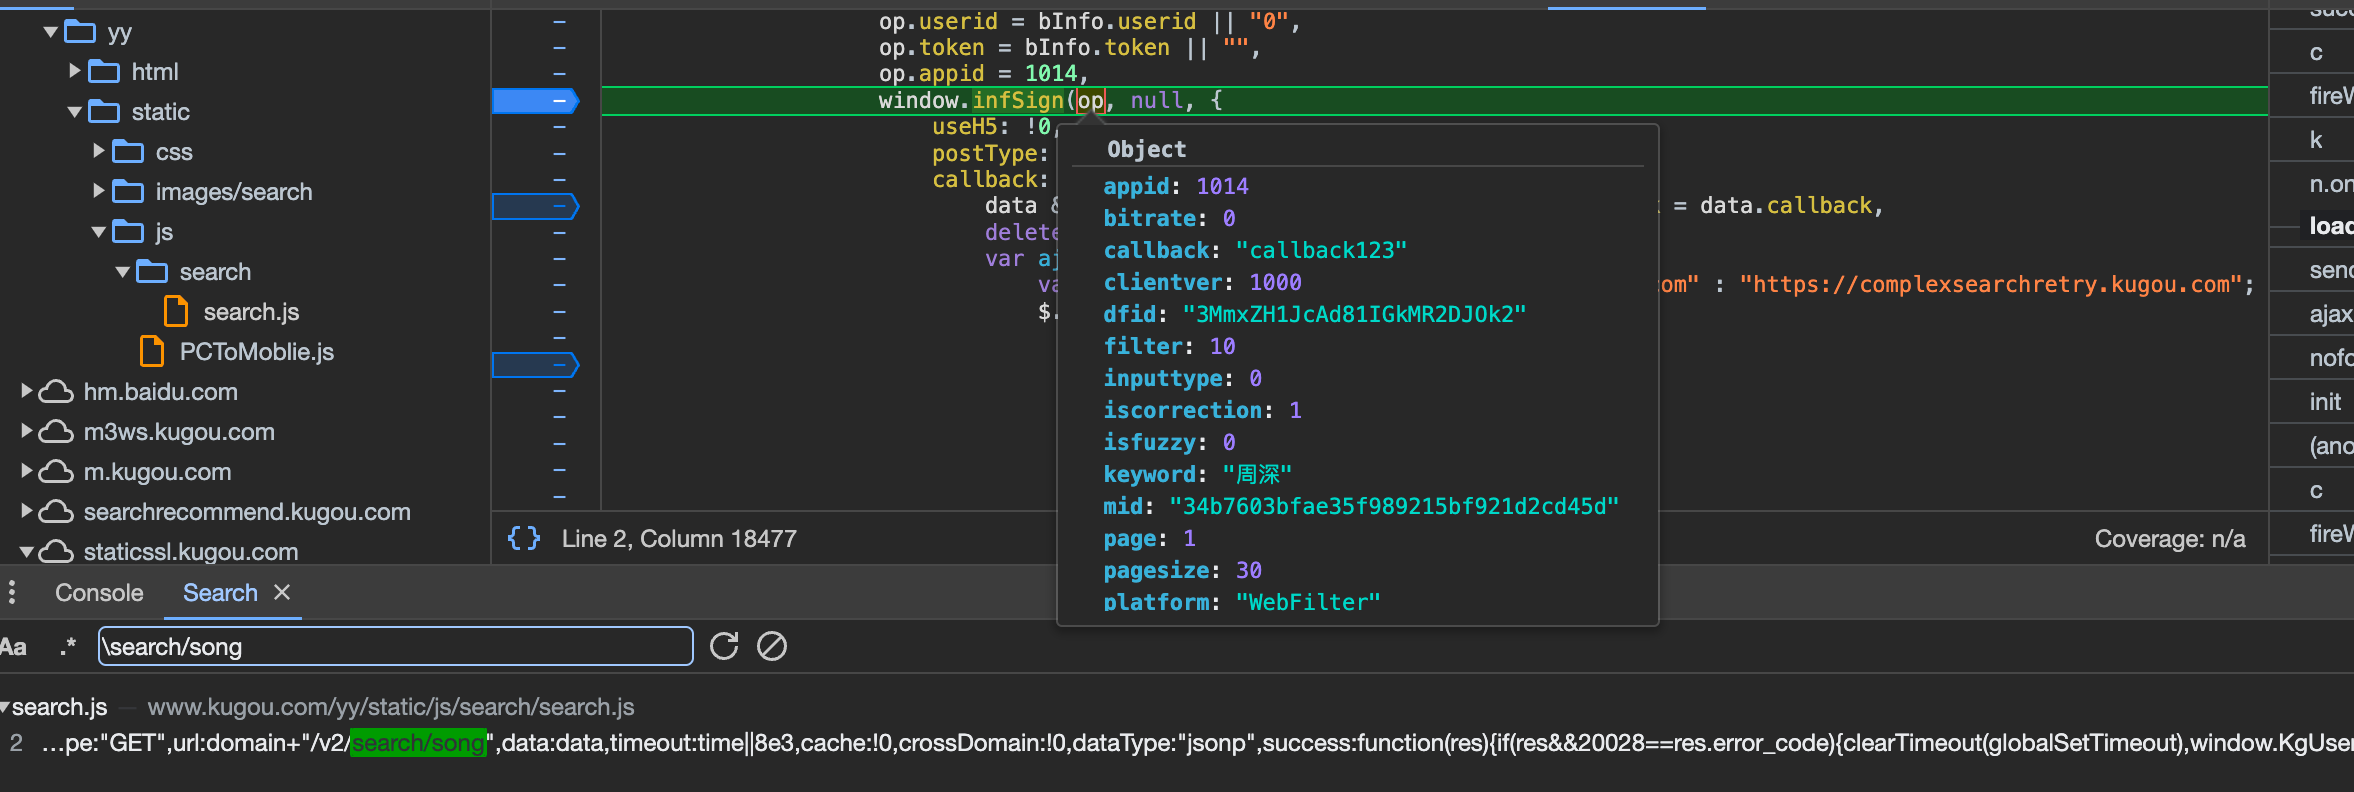 yy
html
static
css
images/search
js
search
search.js
PCToMoblie.js
hm.baidu.com
m3ws.kugou.com
m.kugou.com
searchrecommend.kugou.com
staticssl.kugou.com
op.userid = bInfo.userid || "0",
op.token = bInfo.token || "",
op.appid = 1014,
window.infSign(op, null, {
useH5: !0,
postType:
callback:
data &
= data.callback,
delete
var aj
va
om" : "https://complexsearchretry.kugou.com";
$.
Object
appid: 1014
bitrate: 0
callback: "callback123"
clientver: 1000
dfid: "3MmxZH1JcAd81IGkMR2DJOk2"
filter: 10
inputtype: 0
iscorrection: 1
isfuzzy: 0
keyword: "周深"
mid: "34b7603bfae35f989215bf921d2cd45d"
page: 1
pagesize: 30
platform: "WebFilter"
succ
c
fireW
k
n.on
load
send
ajax
nofo
init
(ano
c
fireW
{} Line 2, Column 18477
Coverage: n/a
Console Search
Aa .* \search/song
search.js — www.kugou.com/yy/static/js/search/search.js
2 …pe:"GET",url:domain+"/v2/search/song",data:data,timeout:time||8e3,cache:!0,crossDomain:!0,dataType:"jsonp",success:function(res){if(res&&20028==res.error_code){clearTimeout(globalSetTimeout),window.KgUser